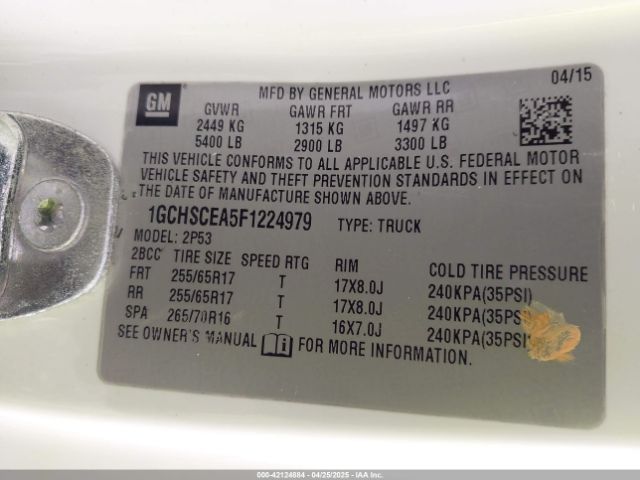 04/15
GM
MFD BY GENERAL MOTORS LLC
GVWR GAWR FRT GAWR RR
2449 KG 1315 KG 1497 KG
5400 LB 2900 LB 3300 LB
THIS VEHICLE CONFORMS TO ALL APPLICABLE U.S. FEDERAL MOTOR
VEHICLE SAFETY AND THEFT PREVENTION STANDARDS IN EFFECT ON
THE DATE OF MANUFACTURE SHOWN ABOVE.
1GCHSCEA5F1224979 TYPE: TRUCK
MODEL: 2P53
2BCC TIRE SIZE SPEED RTG RIM COLD TIRE PRESSURE
FRT 255/65R17 T 17X8.0J 240KPA(35PSI)
RR 255/65R17 T 17X8.0J 240KPA(35PSI)
SPA 265/70R16 T 16X7.0J 240KPA(35PSI)
SEE OWNER'S MANUAL FOR MORE INFORMATION.
000-42124684 - 04/25/2025 - IAA Inc.